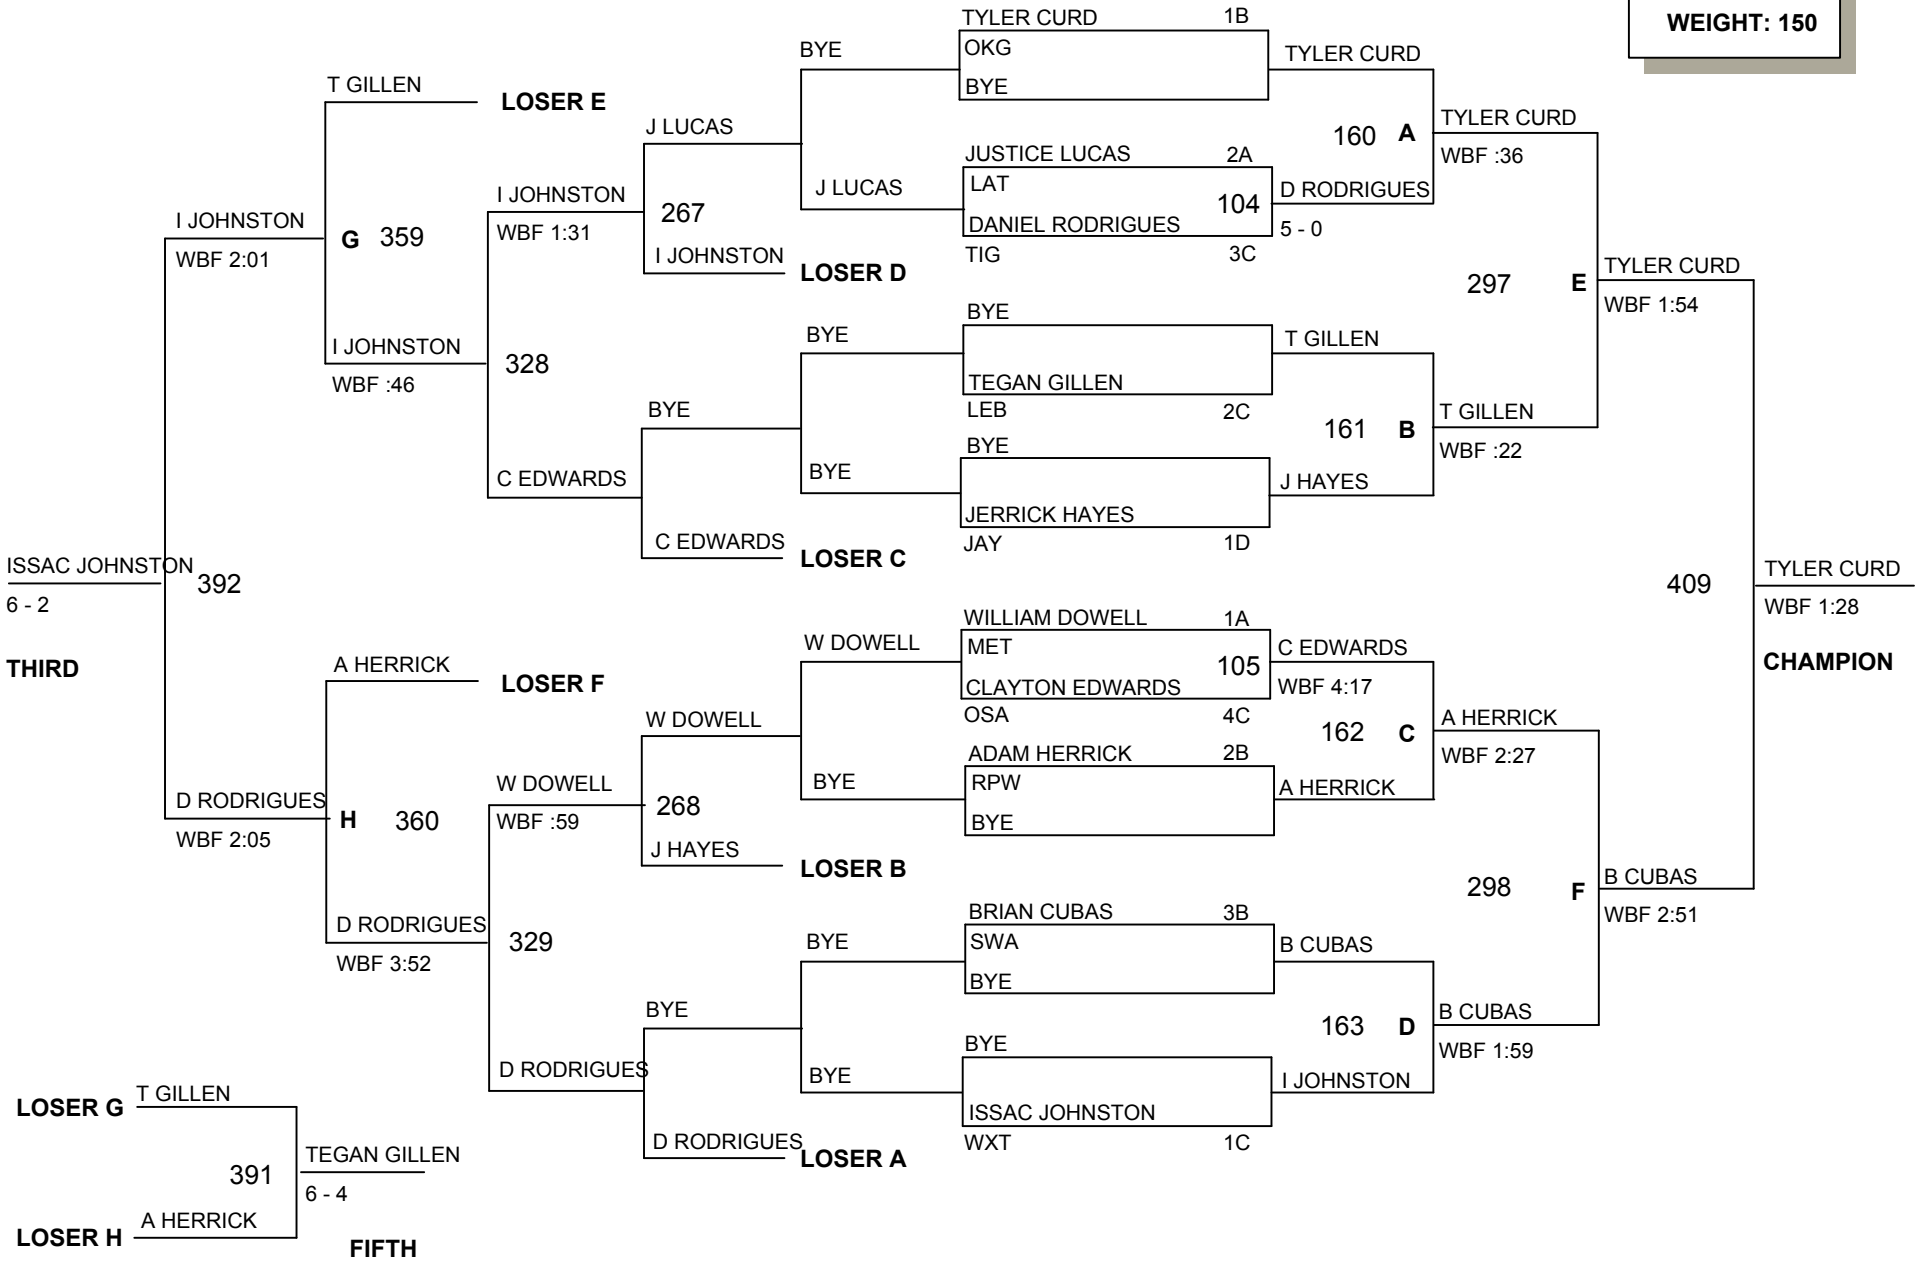 WEIGHT: 150
TYLER CURD 1B
OKG
BYE
TYLER CURD
JUSTICE LUCAS 2A
LAT
104
DANIEL RODRIGUES
TIG 3C
D RODRIGUES
5 - 0
160 A
TYLER CURD
WBF :36
BYE
T GILLEN
TEGAN GILLEN
LEB 2C
BYE
JERRICK HAYES
JAY 1D
J HAYES
161 B
T GILLEN
WBF :22
297 E
TYLER CURD
WBF 1:54
WILLIAM DOWELL 1A
MET
105
CLAYTON EDWARDS
OSA 4C
C EDWARDS
WBF 4:17
ADAM HERRICK 2B
RPW
BYE
A HERRICK
162 C
A HERRICK
WBF 2:27
BRIAN CUBAS 3B
SWA
BYE
B CUBAS
BYE
ISSAC JOHNSTON
WXT 1C
I JOHNSTON
163 D
B CUBAS
WBF 1:59
298 F
B CUBAS
WBF 2:51
409
TYLER CURD
WBF 1:28
CHAMPION
BYE
J LUCAS
J LUCAS
267
I JOHNSTON
LOSER D
I JOHNSTON
WBF 1:31
BYE
BYE
BYE
C EDWARDS
LOSER C
C EDWARDS
328
I JOHNSTON
WBF :46
T GILLEN
LOSER E
G 359
I JOHNSTON
WBF 2:01
W DOWELL
BYE
W DOWELL
268
J HAYES
LOSER B
W DOWELL
WBF :59
BYE
BYE
BYE
D RODRIGUES
LOSER A
D RODRIGUES
329
D RODRIGUES
WBF 3:52
A HERRICK
LOSER F
H 360
D RODRIGUES
WBF 2:05
392
ISSAC JOHNSTON
6 - 2
THIRD
LOSER G T GILLEN
391
LOSER H A HERRICK
TEGAN GILLEN
6 - 4
FIFTH